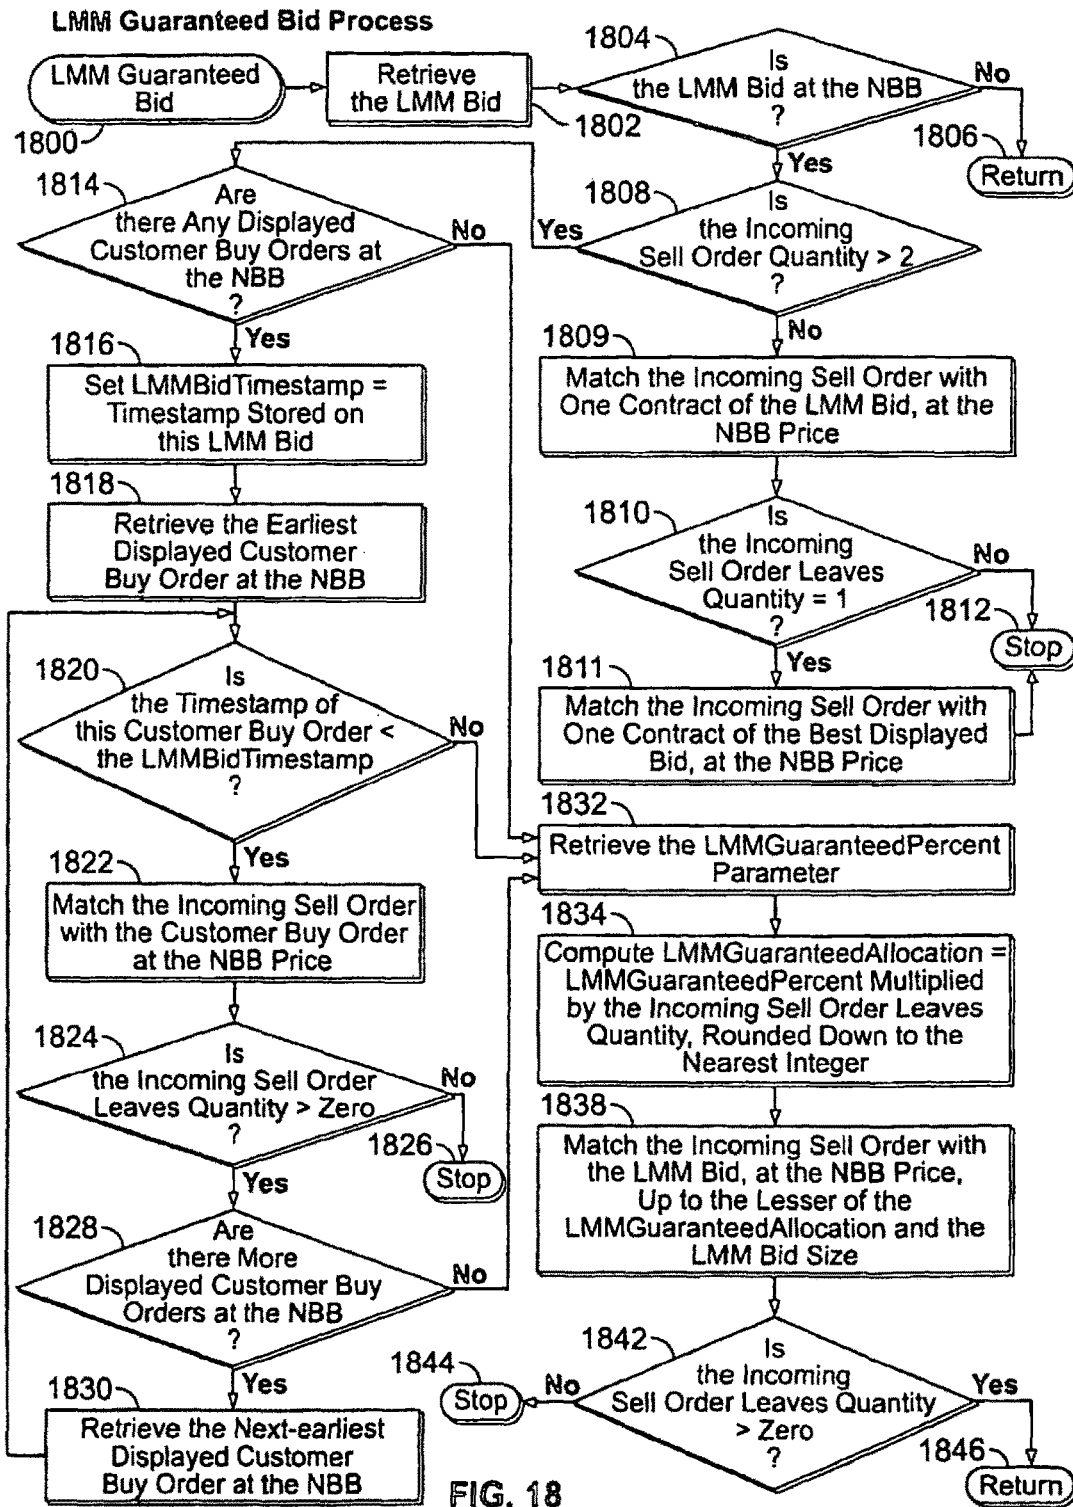 LMM Guaranteed Bid Process
LMM Guaranteed
Bid
1800
Retrieve
the LMM Bid
1802
1804
Is
the LMM Bid at the NBB
?
No
Yes
1806
Return
1808
Is
the Incoming
Sell Order Quantity > 2
?
Yes
No
1809
Match the Incoming Sell Order with
One Contract of the LMM Bid, at the
NBB Price
1810
Is
the Incoming
Sell Order Leaves
Quantity = 1
?
No
Yes
1812
Stop
1811
Match the Incoming Sell Order with
One Contract of the Best Displayed
Bid, at the NBB Price
1814
Are
there Any Displayed
Customer Buy Orders at
the NBB
?
No
Yes
1816
Set LMMBidTimestamp =
Timestamp Stored on
this LMM Bid
1818
Retrieve the Earliest
Displayed Customer
Buy Order at the NBB
1820
Is
the Timestamp of
this Customer Buy Order <
the LMMBidTimestamp
?
No
Yes
1822
Match the Incoming Sell Order
with the Customer Buy Order
at the NBB Price
1824
Is
the Incoming Sell Order
Leaves Quantity > Zero
?
No
Yes
1826
Stop
1828
Are
there More
Displayed Customer Buy
Orders at the NBB
?
No
Yes
1830
Retrieve the Next-earliest
Displayed Customer
Buy Order at the NBB
1832
Retrieve the LMMGuaranteedPercent
Parameter
1834
Compute LMMGuaranteedAllocation =
LMMGuaranteedPercent Multiplied
by the Incoming Sell Order Leaves
Quantity, Rounded Down to the
Nearest Integer
1838
Match the Incoming Sell Order with
the LMM Bid, at the NBB Price,
Up to the Lesser of the
LMMGuaranteedAllocation and the
LMM Bid Size
1842
Is
the Incoming
Sell Order Leaves Quantity
> Zero
?
No
Yes
1844
Stop
1846
Return
FIG. 18